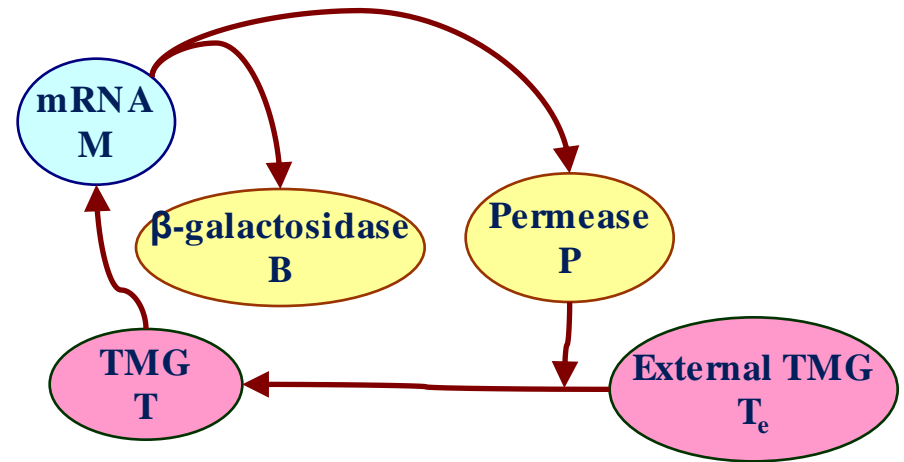 mRNA
M
β-galactosidase
B
Permease
P
TMG
T
External TMG
Tₑ